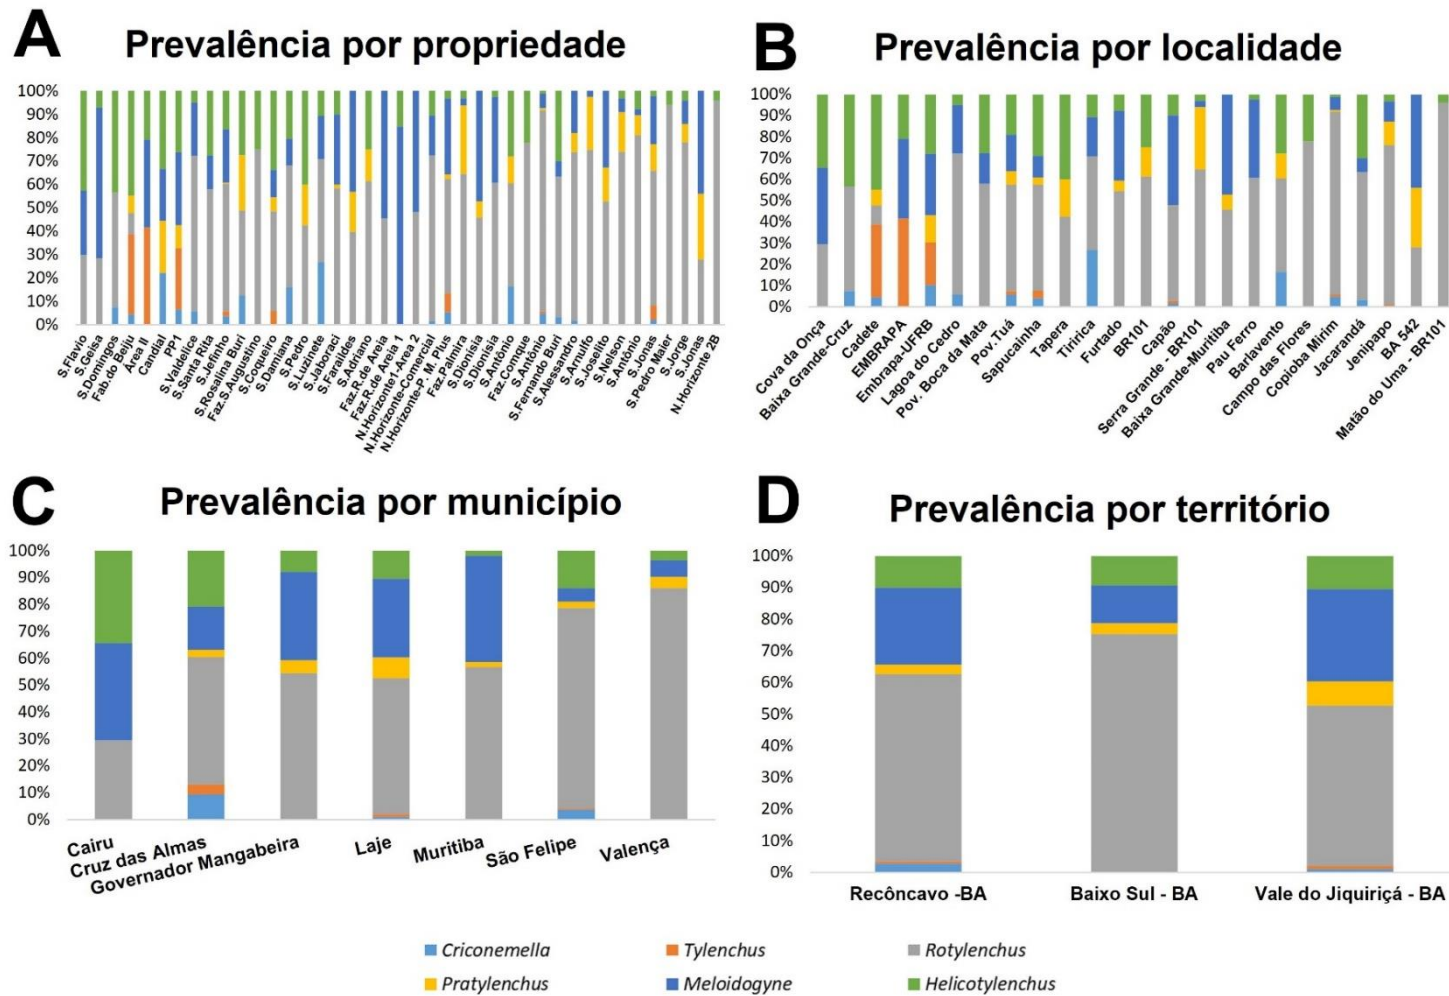 A
Prevalência por propriedade
100%
90%
80%
70%
60%
50%
40%
30%
20%
10%
0%
S.Flavio
S.Geisa
S.Domingos
Fab.do Beiju
Área II
Candial
PP1
S.Valdelice
S.Santa Rita
S.Jefinho
S.Rosalina Burí
Faz.S.Augustino
S.Coqueiro
S.Damiana
S.Pedro
S.Luzinete
S.Jaboraci
S.Faraildes
S.Adriano
Faz.R.de Areia
Faz.R.de Areia 1
N.Horizonte1-Area 2
N.Horizonte-Comercial
N.Horizonte-P. M. Plus
Faz.Palmira
S.Dionisia
S.Dionisia
S.Antônio
Faz.Conque
S.Antônio
S.Fernando Burí
S.Alessandro
S.Arnulfo
S.Joselito
S.Nelson
S.Antônio
S.Jonas
S.Pedro Maier
S.Jorge
S.Jonas
N.Horizonte 2B
B
Prevalência por localidade
100%
90%
80%
70%
60%
50%
40%
30%
20%
10%
0%
Cova da Onça
Baixa Grande-Cruz
Cadete
EMBRAPA
Embrapa-UFRB
Lagoa do Cedro
Pov. Boca da Mata
Pov.Tuá
Sapucainha
Tapera
Tiririca
Furtado
BR101
Capão
Serra Grande - BR101
Baixa Grande-Muritiba
Pau Ferro
Barlavento
Campo das Flores
Copioba Mirim
Jacarandá
Jenipapo
BA 542
Matão do Uma - BR101
C
Prevalência por município
100%
90%
80%
70%
60%
50%
40%
30%
20%
10%
0%
Cairu
Cruz das Almas
Governador Mangabeira
Laje
Muritiba
São Felipe
Valença
D
Prevalência por território
100%
90%
80%
70%
60%
50%
40%
30%
20%
10%
0%
Recôncavo -BA
Baixo Sul - BA
Vale do Jiquiriçá - BA
Criconemella
Tylenchus
Rotylenchus
Pratylenchus
Meloidogyne
Helicotylenchus